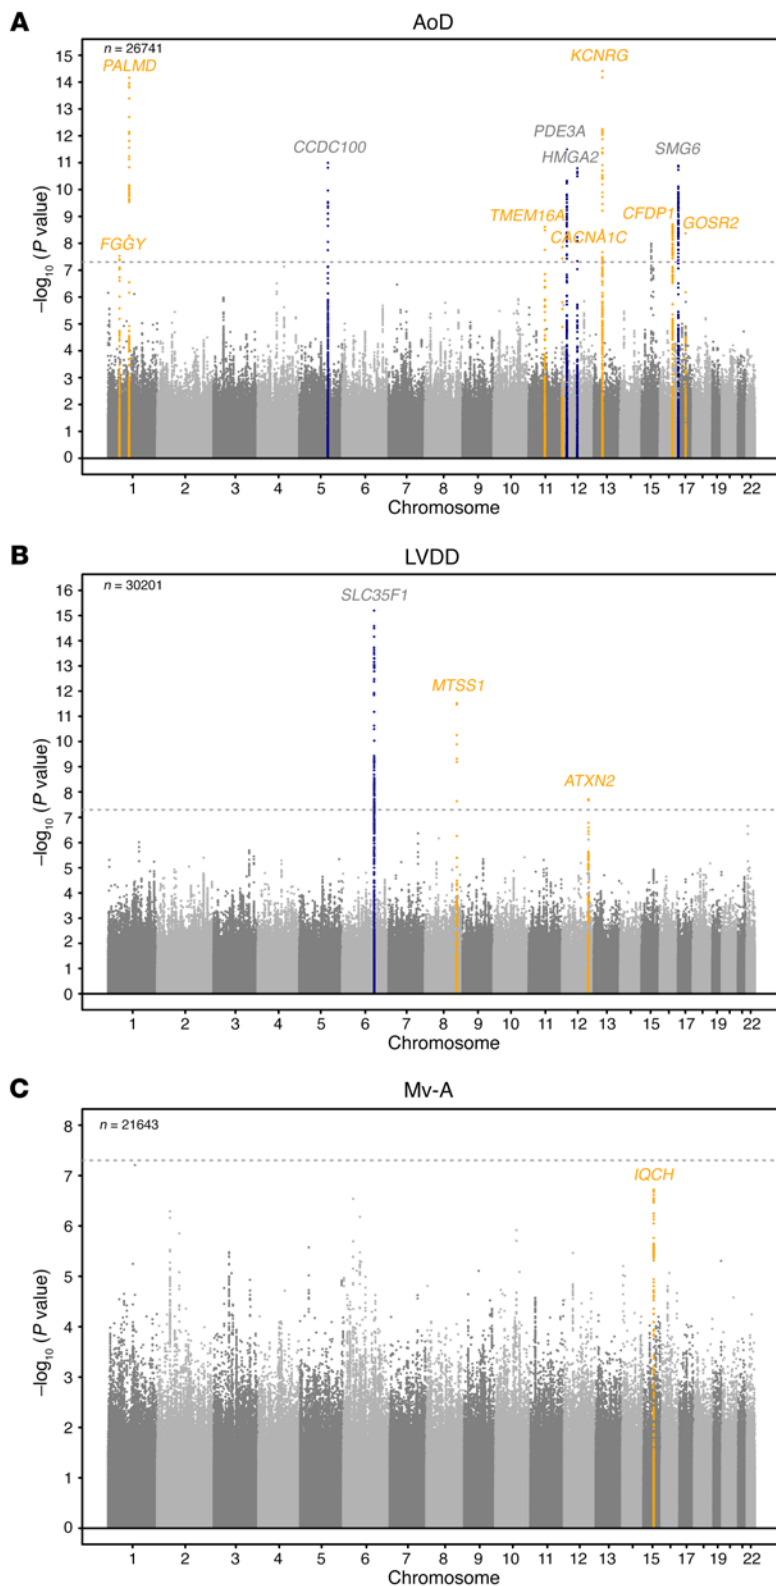 A
AoD
n = 26741
PALMD
KCNRG
PDE3A
CCDC100
HMGA2
SMG6
TMEM16A
CFDP1
GOSR2
FGGY
CACNA1C
15
14
13
12
11
10
9
8
7
6
5
4
3
2
1
0
–log10 (P value)
1 2 3 4 5 6 7 8 9 10 11 12 13 15 17 19 22
Chromosome
B
LVDD
n = 30201
SLC35F1
MTSS1
ATXN2
16
15
14
13
12
11
10
9
8
7
6
5
4
3
2
1
0
–log10 (P value)
1 2 3 4 5 6 7 8 9 10 11 12 13 15 17 19 22
Chromosome
C
Mv-A
n = 21643
IQCH
8
7
6
5
4
3
2
1
0
–log10 (P value)
1 2 3 4 5 6 7 8 9 10 11 12 13 15 17 19 22
Chromosome